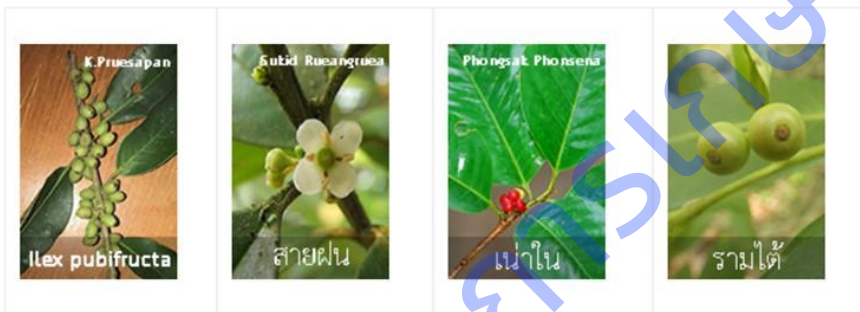 K.Pruesapan
Ilex pubifructa
Sukid Rueangruea
สายฝน
Phongsak Phonsena
เน่าใน
รามไต้